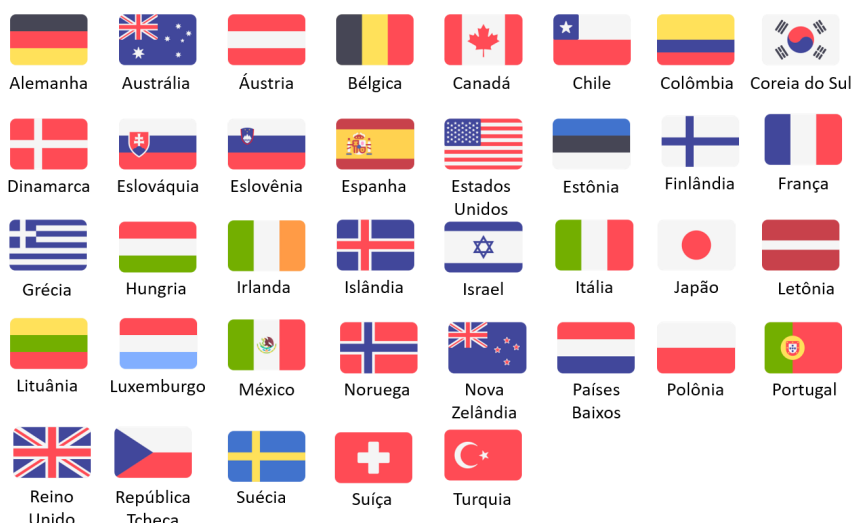 Alemanha Austrália Áustria Bélgica Canadá Chile Colômbia Coreia do Sul
Dinamarca Eslováquia Eslovênia Espanha Estados Unidos Estônia Finlândia França
Grécia Hungria Irlanda Islândia Israel Itália Japão Letônia
Lituânia Luxemburgo México Noruega Nova Zelândia Países Baixos Polônia Portugal
Reino Unido República Tcheca Suécia Suíça Turquia